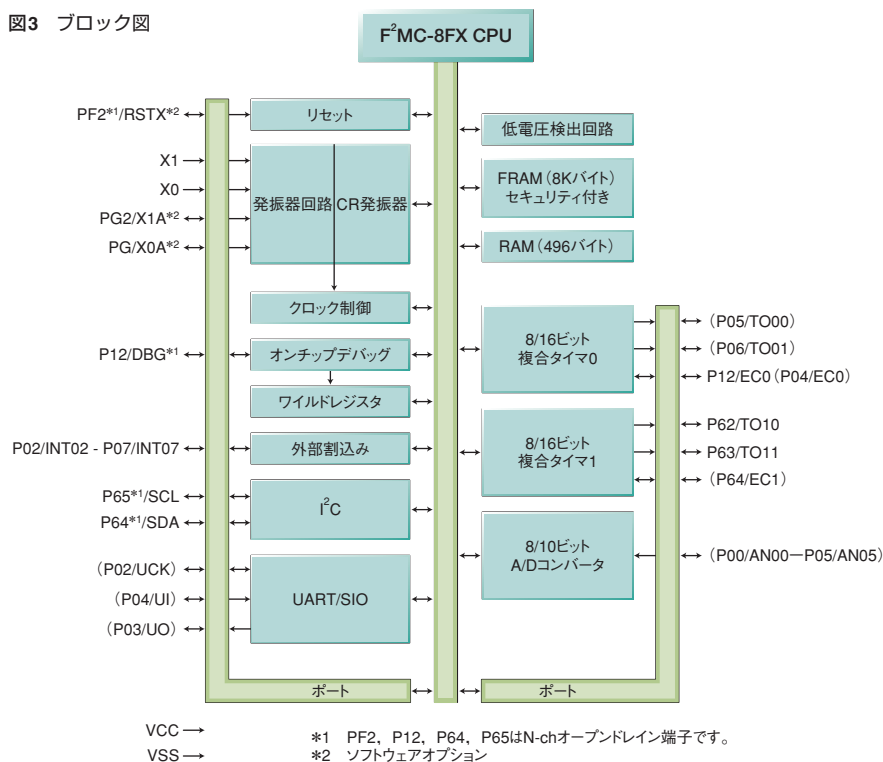 図3 ブロック図
F²MC-8FX CPU
PF2*1/RSTX*2
リセット
低電圧検出回路
X1
X0
PG2/X1A*2
PG/X0A*2
発振器回路 CR発振器
FRAM(8Kバイト)
セキュリティ付き
RAM(496バイト)
クロック制御
P12/DBG*1
オンチップデバッグ
ワイルドレジスタ
8/16ビット
複合タイマ0
(P05/TO00)
(P06/TO01)
P12/EC0(P04/EC0)
P02/INT02 - P07/INT07
外部割込み
8/16ビット
複合タイマ1
P62/TO10
P63/TO11
(P64/EC1)
P65*1/SCL
P64*1/SDA
I²C
8/10ビット
A/Dコンバータ
(P00/AN00ーP05/AN05)
(P02/UCK)
(P04/UI)
(P03/UO)
UART/SIO
ポート
ポート
VCC
VSS
*1 PF2, P12, P64, P65はN-chオープンドレイン端子です。
*2 ソフトウェアオプション